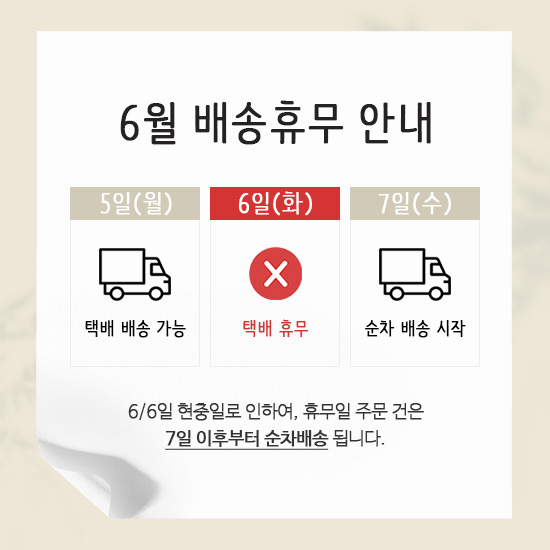 6월 배송휴무 안내
5일(월)
6일(화)
7일(수)
택배 배송 가능
택배 휴무
순차 배송 시작
6/6일 현충일로 인하여, 휴무일 주문 건은
7일 이후부터 순차배송 됩니다.